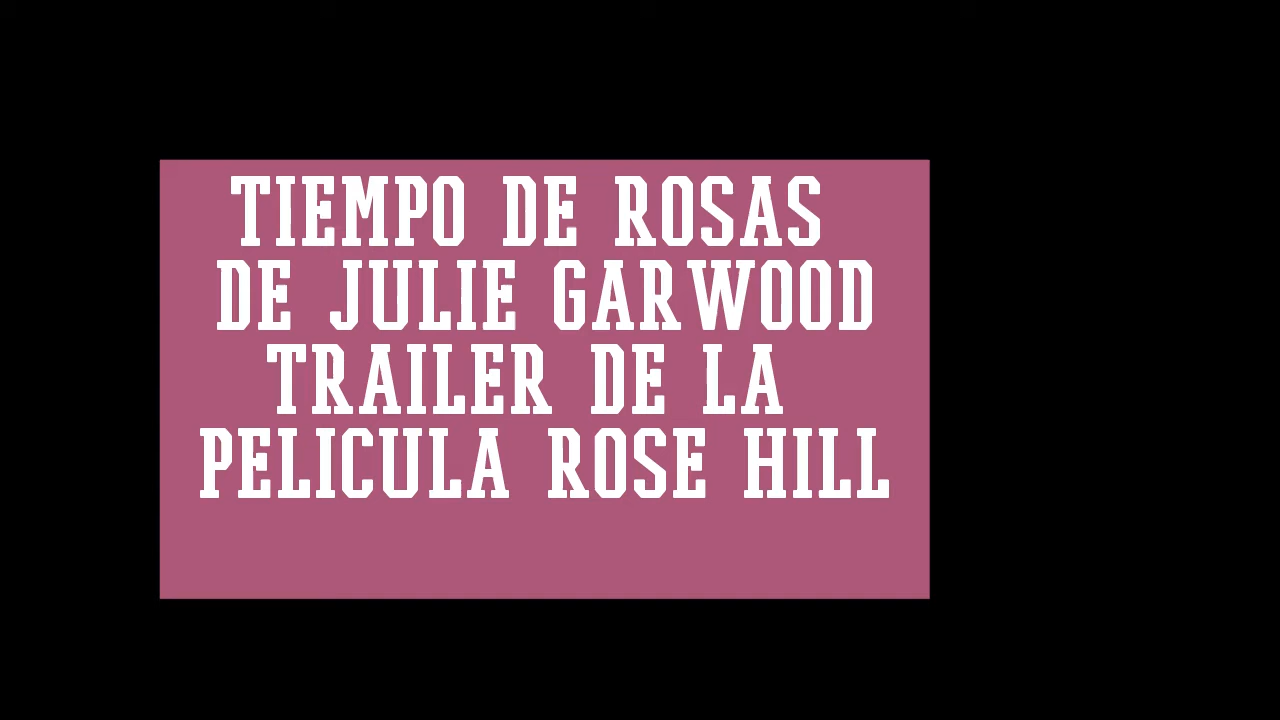 TIEMPO DE ROSAS
DE JULIE GARWOOD
TRAILER DE LA
PELICULA ROSE HILL